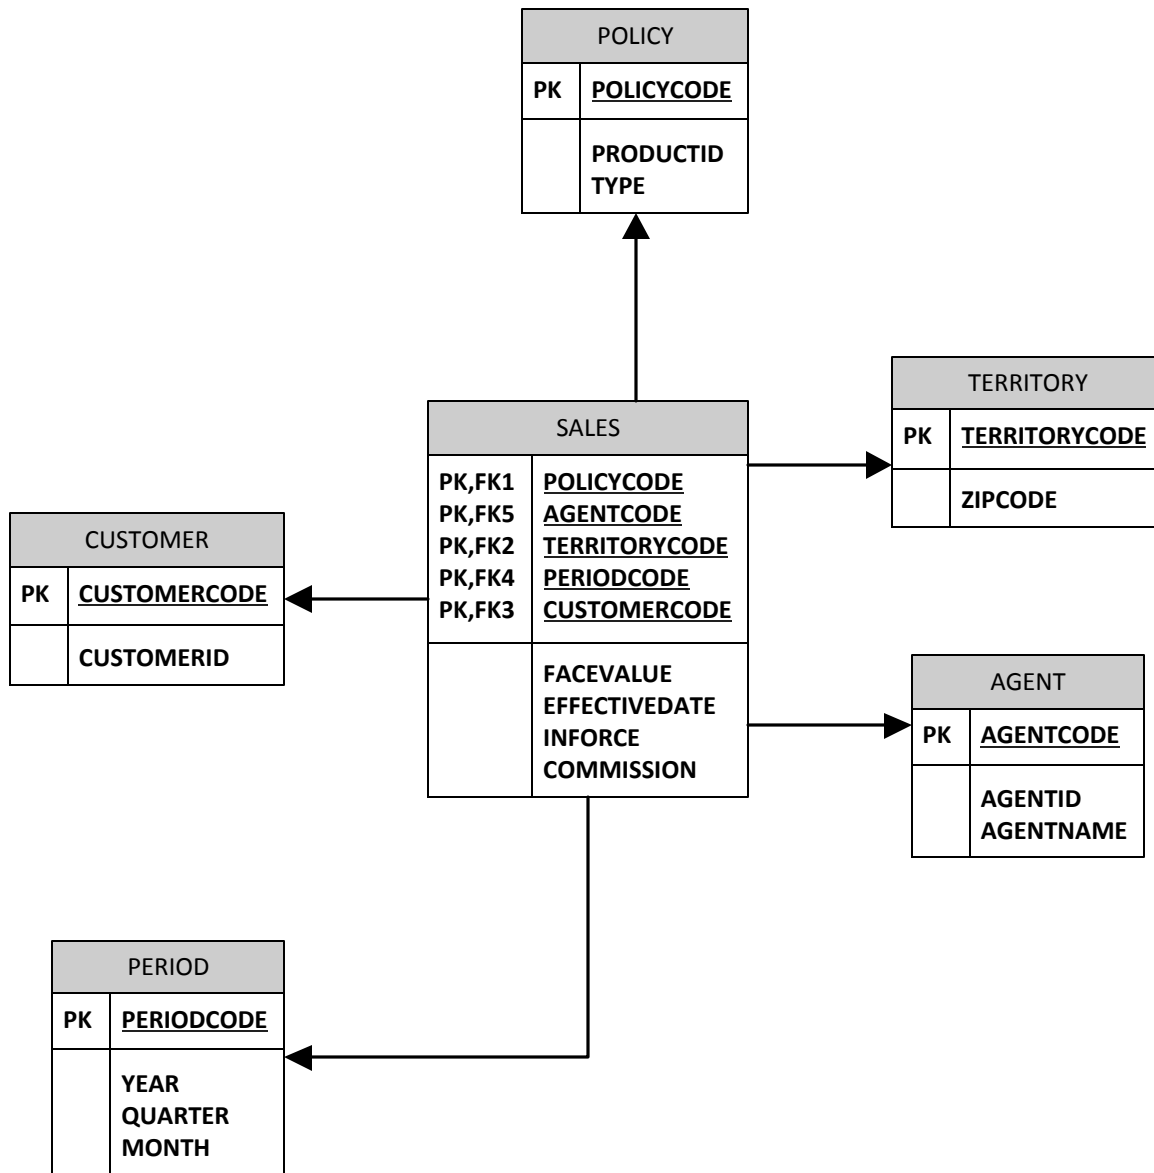 POLICY
PK POLICYCODE
PRODUCTID
TYPE
TERRITORY
PK TERRITORYCODE
ZIPCODE
SALES
PK,FK1 POLICYCODE
PK,FK5 AGENTCODE
PK,FK2 TERRITORYCODE
PK,FK4 PERIODCODE
PK,FK3 CUSTOMERCODE
FACEVALUE
EFFECTIVEDATE
INFORCE
COMMISSION
CUSTOMER
PK CUSTOMERCODE
CUSTOMERID
AGENT
PK AGENTCODE
AGENTID
AGENTNAME
PERIOD
PK PERIODCODE
YEAR
QUARTER
MONTH